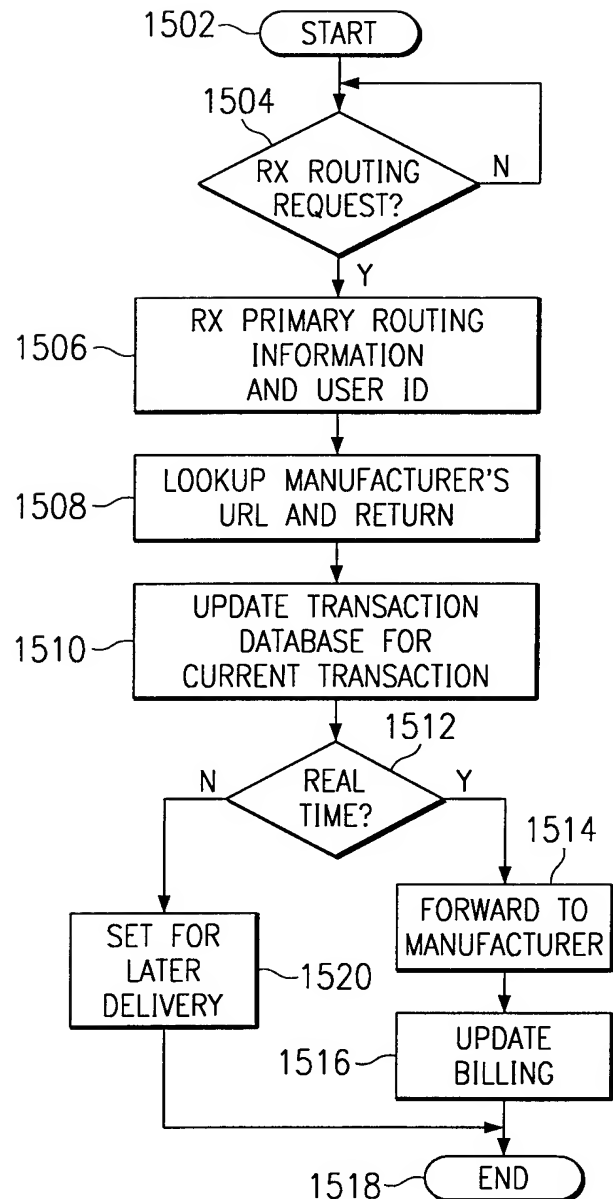 1502
START
1504
RX ROUTING
REQUEST?
N
Y
1506
RX PRIMARY ROUTING
INFORMATION
AND USER ID
1508
LOOKUP MANUFACTURER'S
URL AND RETURN
1510
UPDATE TRANSACTION
DATABASE FOR
CURRENT TRANSACTION
1512
N
REAL
TIME?
Y
1514
FORWARD TO
MANUFACTURER
SET FOR
LATER
DELIVERY
1520
1516
UPDATE
BILLING
1518
END